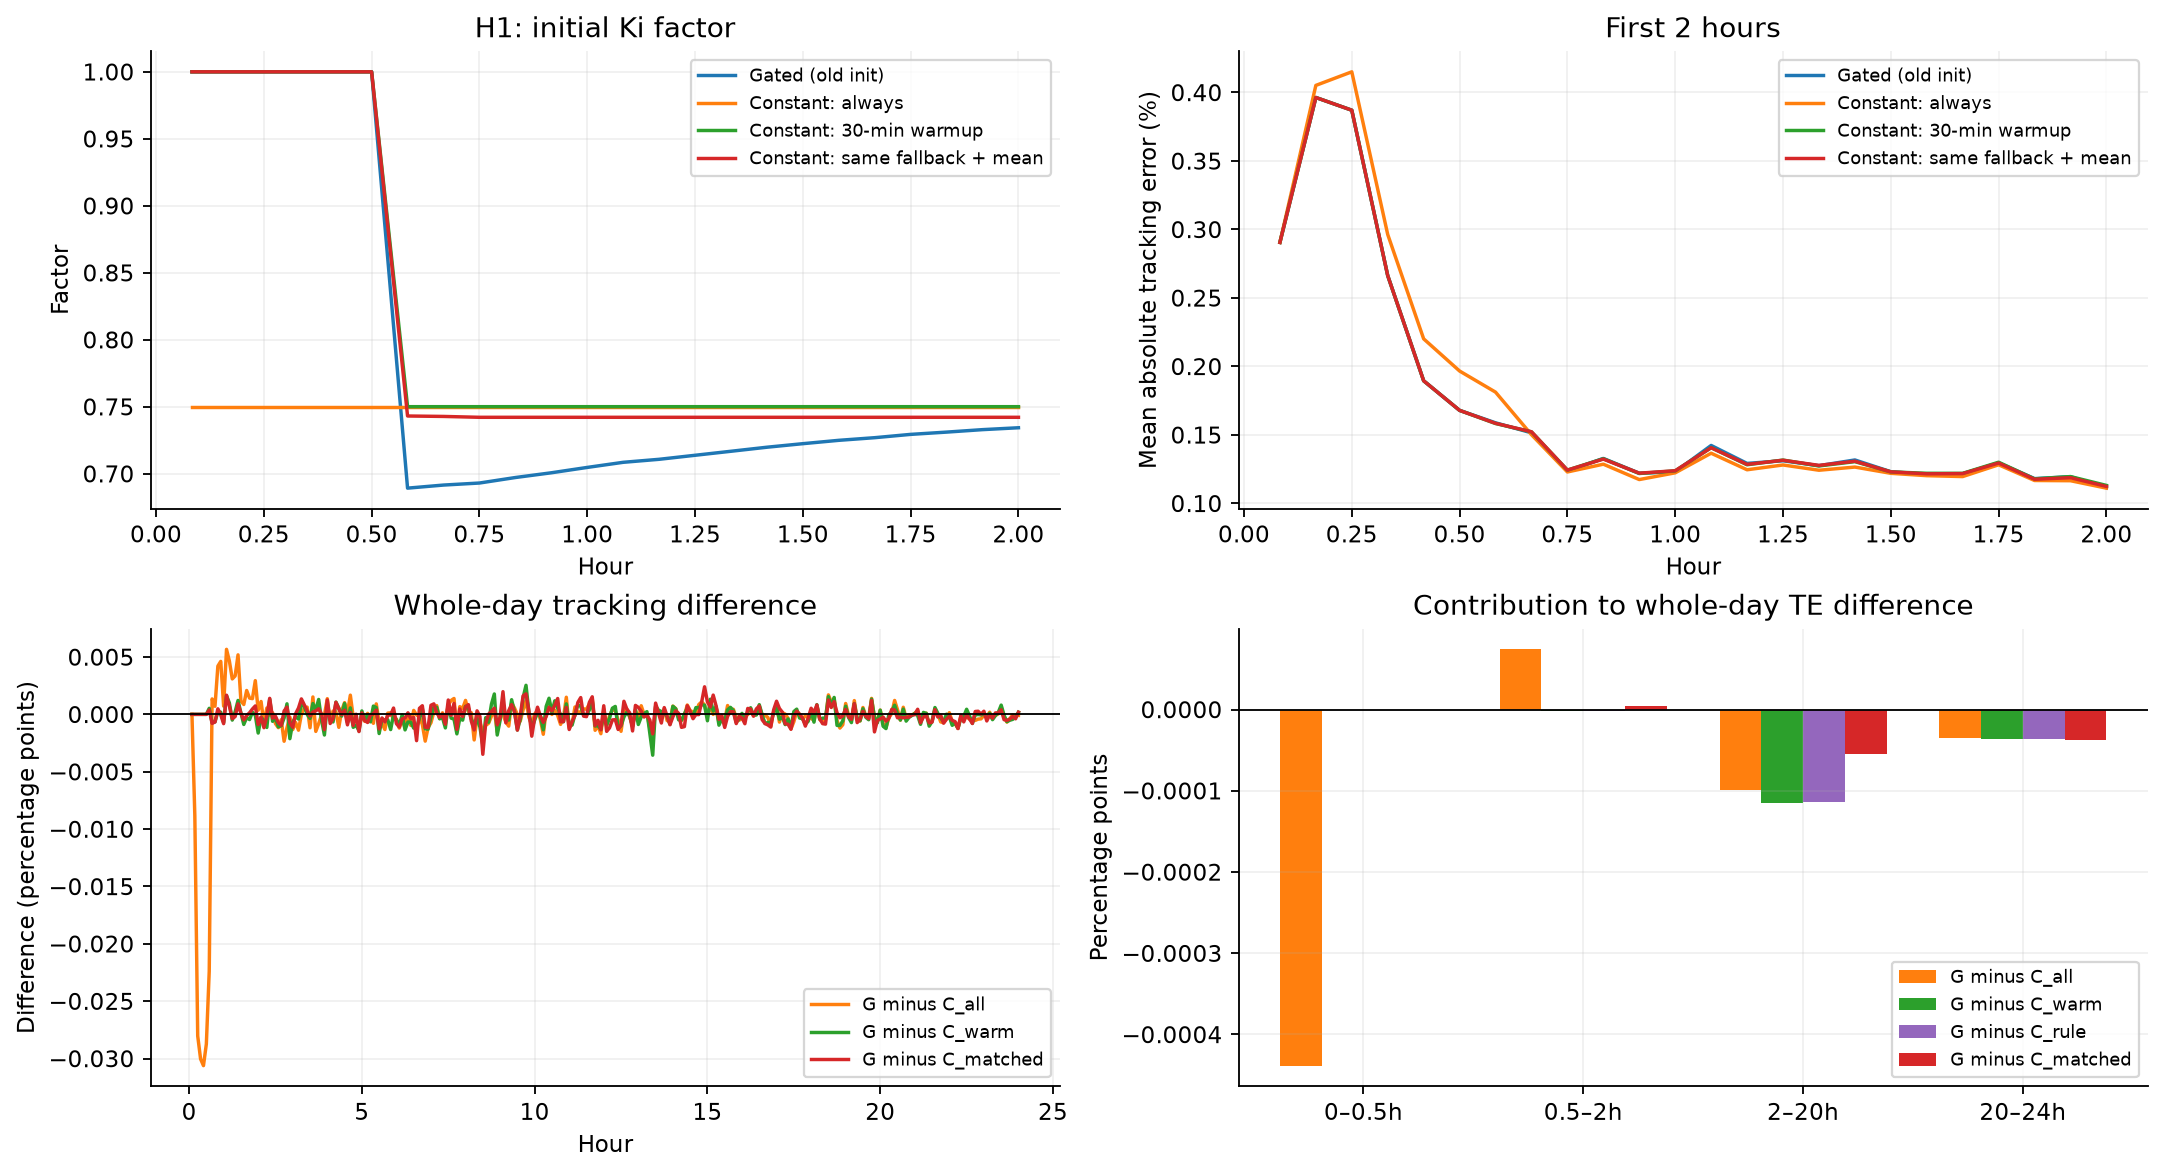 H1: initial Ki factor
Factor
1.00
0.95
0.90
0.85
0.80
0.75
0.70
Gated (old init)
Constant: always
Constant: 30-min warmup
Constant: same fallback + mean
0.00 0.25 0.50 0.75 1.00 1.25 1.50 1.75 2.00
Hour
First 2 hours
Mean absolute tracking error (%)
0.40
0.35
0.30
0.25
0.20
0.15
0.10
Gated (old init)
Constant: always
Constant: 30-min warmup
Constant: same fallback + mean
0.00 0.25 0.50 0.75 1.00 1.25 1.50 1.75 2.00
Hour
Whole-day tracking difference
Difference (percentage points)
0.005
0.000
−0.005
−0.010
−0.015
−0.020
−0.025
−0.030
G minus C_all
G minus C_warm
G minus C_matched
0 5 10 15 20 25
Hour
Contribution to whole-day TE difference
Percentage points
0.0000
−0.0001
−0.0002
−0.0003
−0.0004
G minus C_all
G minus C_warm
G minus C_rule
G minus C_matched
0–0.5h 0.5–2h 2–20h 20–24h